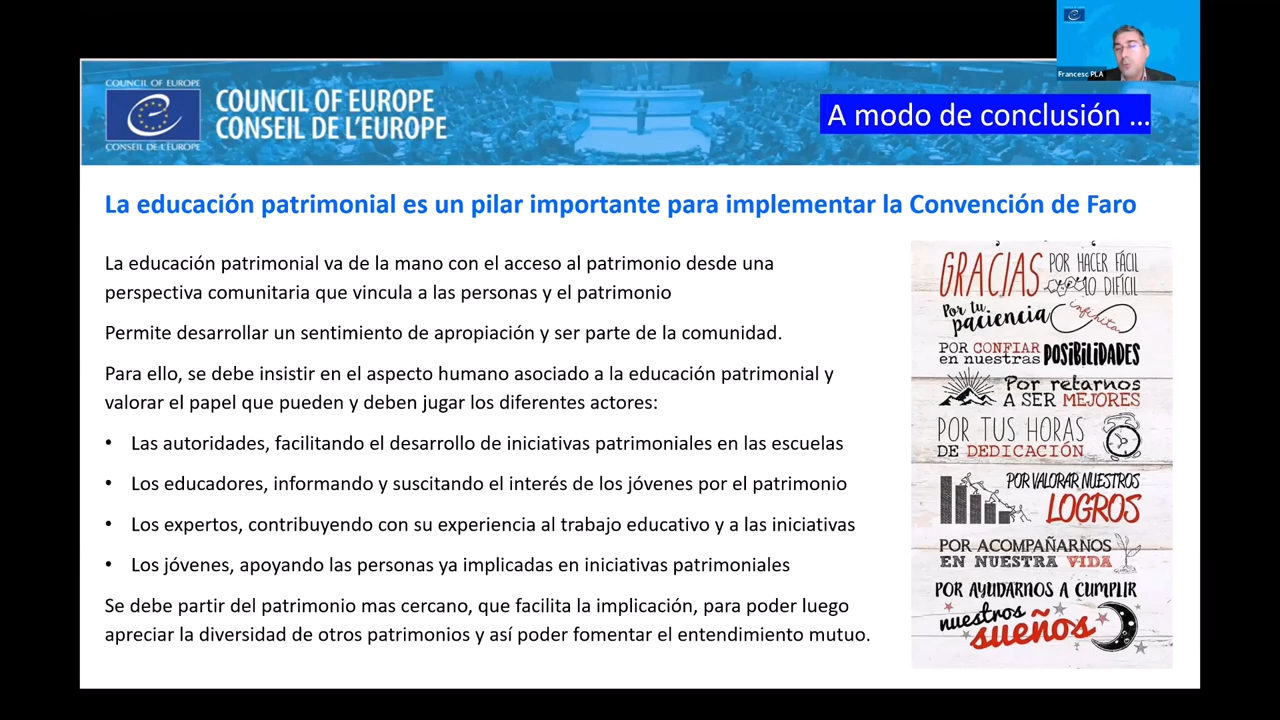 COUNCIL OF EUROPE
CONSEIL DE L'EUROPE
COUNCIL OF EUROPE
CONSEIL DE L'EUROPE
Francesc PLA
A modo de conclusión ...
La educación patrimonial es un pilar importante para implementar la Convención de Faro
La educación patrimonial va de la mano con el acceso al patrimonio desde una
perspectiva comunitaria que vincula a las personas y el patrimonio
Permite desarrollar un sentimiento de apropiación y ser parte de la comunidad.
Para ello, se debe insistir en el aspecto humano asociado a la educación patrimonial y
valorar el papel que pueden y deben jugar los diferentes actores:
• Las autoridades, facilitando el desarrollo de iniciativas patrimoniales en las escuelas
• Los educadores, informando y suscitando el interés de los jóvenes por el patrimonio
• Los expertos, contribuyendo con su experiencia al trabajo educativo y a las iniciativas
• Los jóvenes, apoyando las personas ya implicadas en iniciativas patrimoniales
Se debe partir del patrimonio mas cercano, que facilita la implicación, para poder luego
apreciar la diversidad de otros patrimonios y así poder fomentar el entendimiento mutuo.
GRACIAS POR HACER FÁCIL
LO DIFÍCIL
Por tu
paciencia infinita
POR CONFIAR
en nuestras POSIBILIDADES
Por retarnos
A SER MEJORES
POR TUS HORAS
DE DEDICACIÓN
POR VALORAR NUESTROS
LOGROS
POR ACOMPAÑARNOS
EN NUESTRA VIDA
POR AYUDARNOS A CUMPLIR
nuestros
sueños